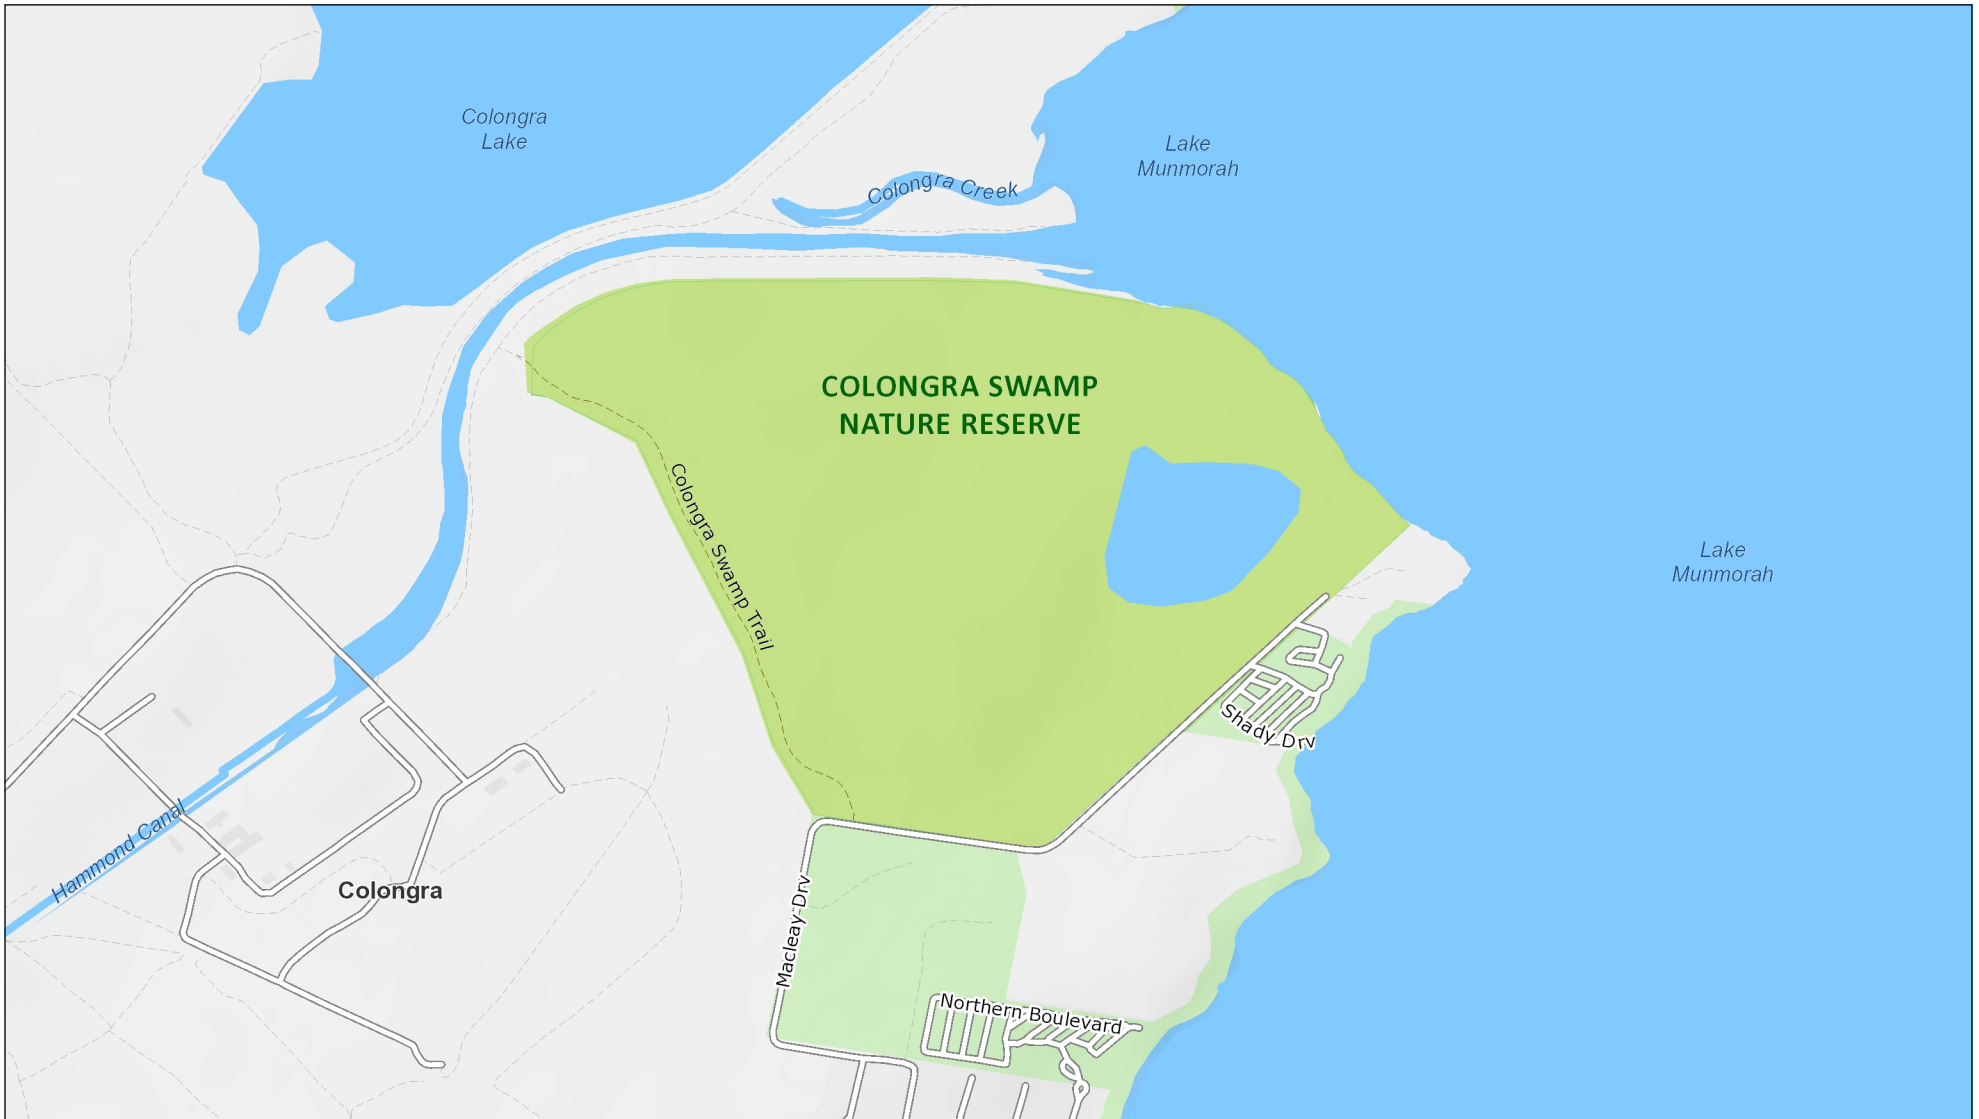 Colongra
Lake
Lake
Munmorah
Colongra Creek
COLONGRA SWAMP
NATURE RESERVE
Colongra Swamp Trail
Lake
Munmorah
Shady Drv
Hammond Canal
Colongra
Macleay Drv
Northern Boulevard